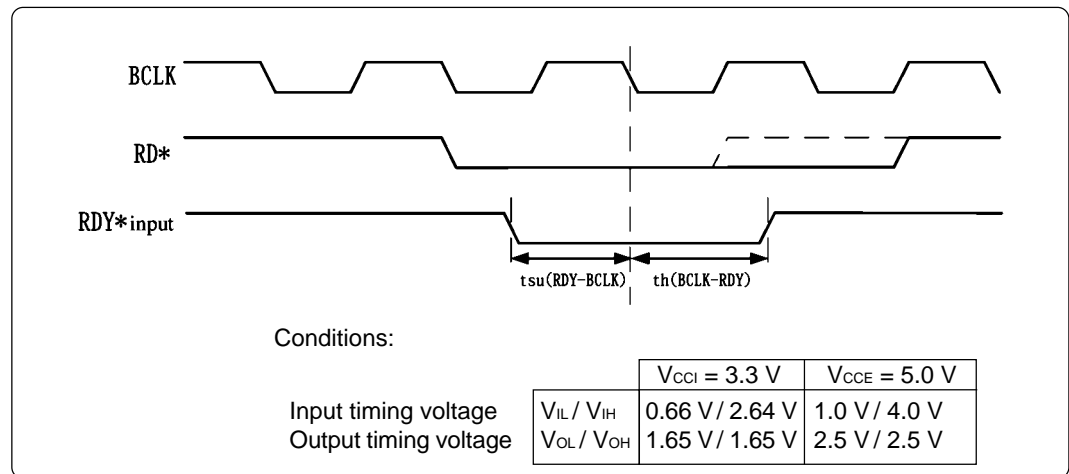 BCLK
RD*
RDY*input
tsu(RDY-BCLK) th(BCLK-RDY)
Conditions:
VCCI = 3.3 V VCCE = 5.0 V
Input timing voltage VIL / VIH 0.66 V / 2.64 V 1.0 V / 4.0 V
Output timing voltage VOL / VOH 1.65 V / 1.65 V 2.5 V / 2.5 V